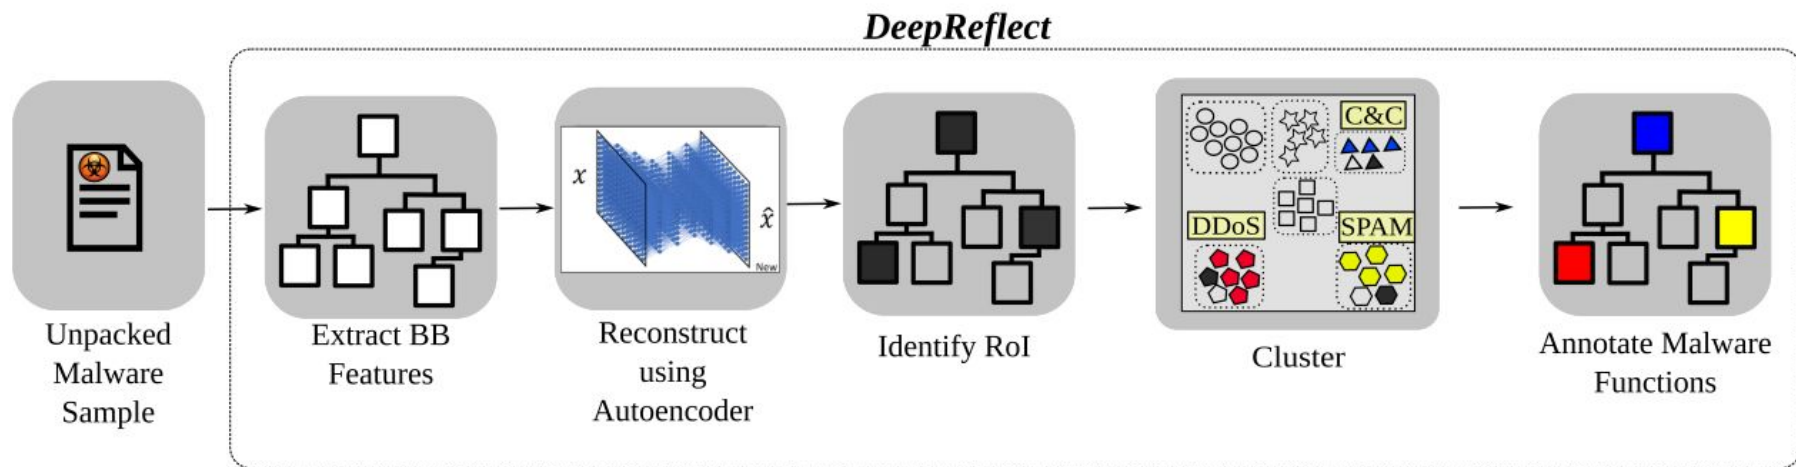 DeepReflect
x
x̂
New
C&C
DDoS
SPAM
Unpacked
Malware
Sample
Extract BB
Features
Reconstruct
using
Autoencoder
Identify RoI
Cluster
Annotate Malware
Functions